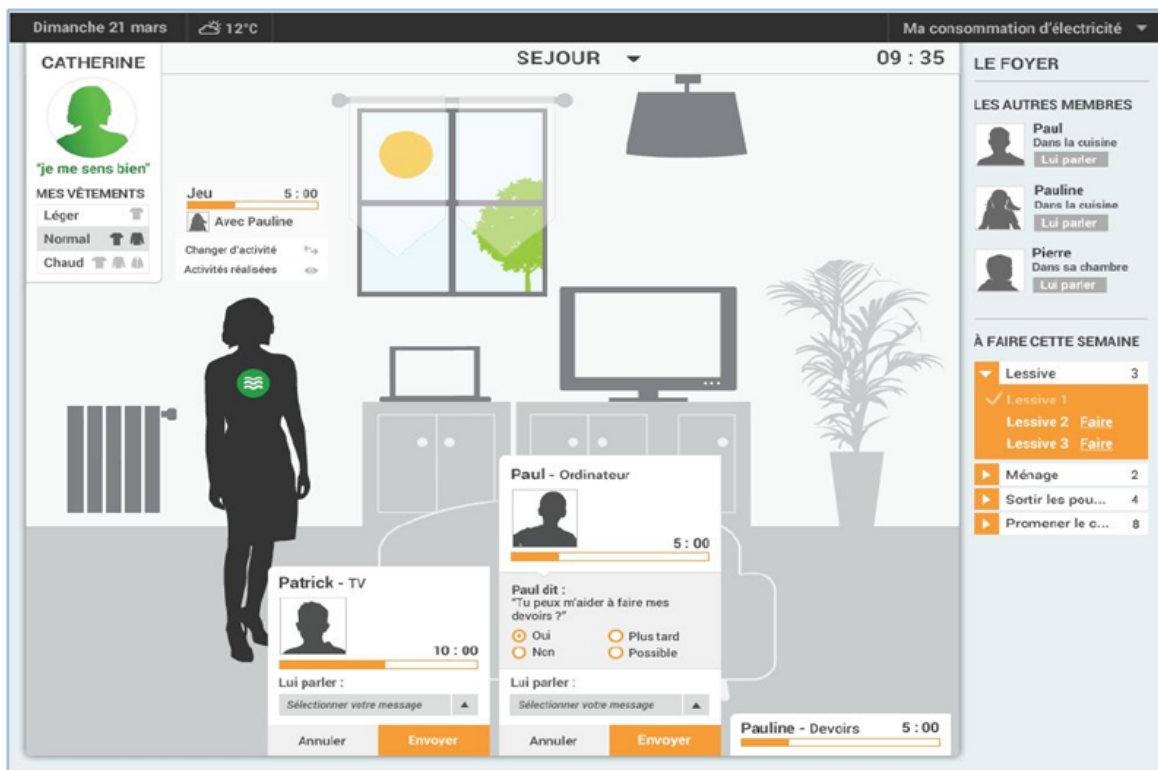 Dimanche 21 mars
12°C
Ma consommation d'électricité
CATHERINE
"je me sens bien"
MES VÊTEMENTS
Léger
Normal
Chaud
SEJOUR
09 : 35
Jeu 5 : 00
Avec Pauline
Changer d'activité
Activités réalisées
Patrick - TV
10 : 00
Lui parler :
Sélectionner votre message
Annuler
Envoyer
Paul - Ordinateur
5 : 00
Paul dit :
"Tu peux m'aider à faire mes
devoirs ?"
Oui
Plus tard
Non
Possible
Lui parler :
Sélectionner votre message
Annuler
Envoyer
Pauline - Devoirs 5 : 00
LE FOYER
LES AUTRES MEMBRES
Paul
Dans la cuisine
Lui parler
Pauline
Dans la cuisine
Lui parler
Pierre
Dans sa chambre
Lui parler
À FAIRE CETTE SEMAINE
Lessive 3
Lessive 1
Lessive 2 Faire
Lessive 3 Faire
Ménage 2
Sortir les pou... 4
Promener le c... 8